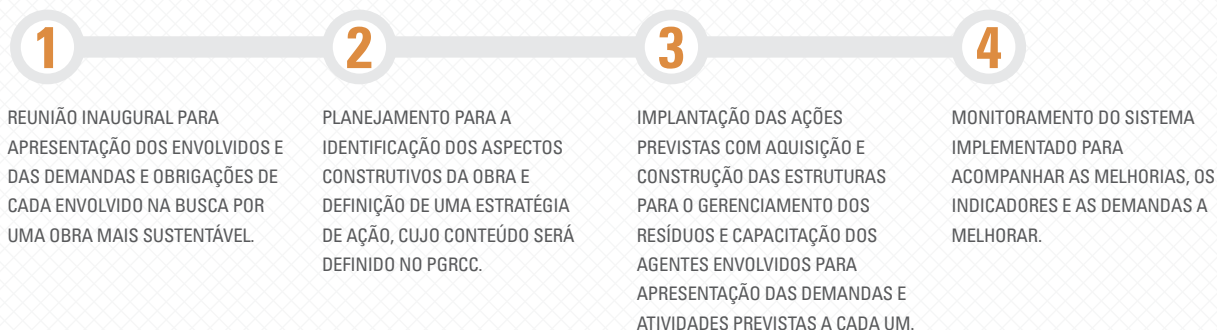 1
REUNIÃO INAUGURAL PARA
APRESENTAÇÃO DOS ENVOLVIDOS E
DAS DEMANDAS E OBRIGAÇÕES DE
CADA ENVOLVIDO NA BUSCA POR
UMA OBRA MAIS SUSTENTÁVEL.
2
PLANEJAMENTO PARA A
IDENTIFICAÇÃO DOS ASPECTOS
CONSTRUTIVOS DA OBRA E
DEFINIÇÃO DE UMA ESTRATÉGIA
DE AÇÃO, CUJO CONTEÚDO SERÁ
DEFINIDO NO PGRCC.
3
IMPLANTAÇÃO DAS AÇÕES
PREVISTAS COM AQUISIÇÃO E
CONSTRUÇÃO DAS ESTRUTURAS
PARA O GERENCIAMENTO DOS
RESÍDUOS E CAPACITAÇÃO DOS
AGENTES ENVOLVIDOS PARA
APRESENTAÇÃO DAS DEMANDAS E
ATIVIDADES PREVISTAS A CADA UM.
4
MONITORAMENTO DO SISTEMA
IMPLEMENTADO PARA
ACOMPANHAR AS MELHORIAS, OS
INDICADORES E AS DEMANDAS A
MELHORAR.